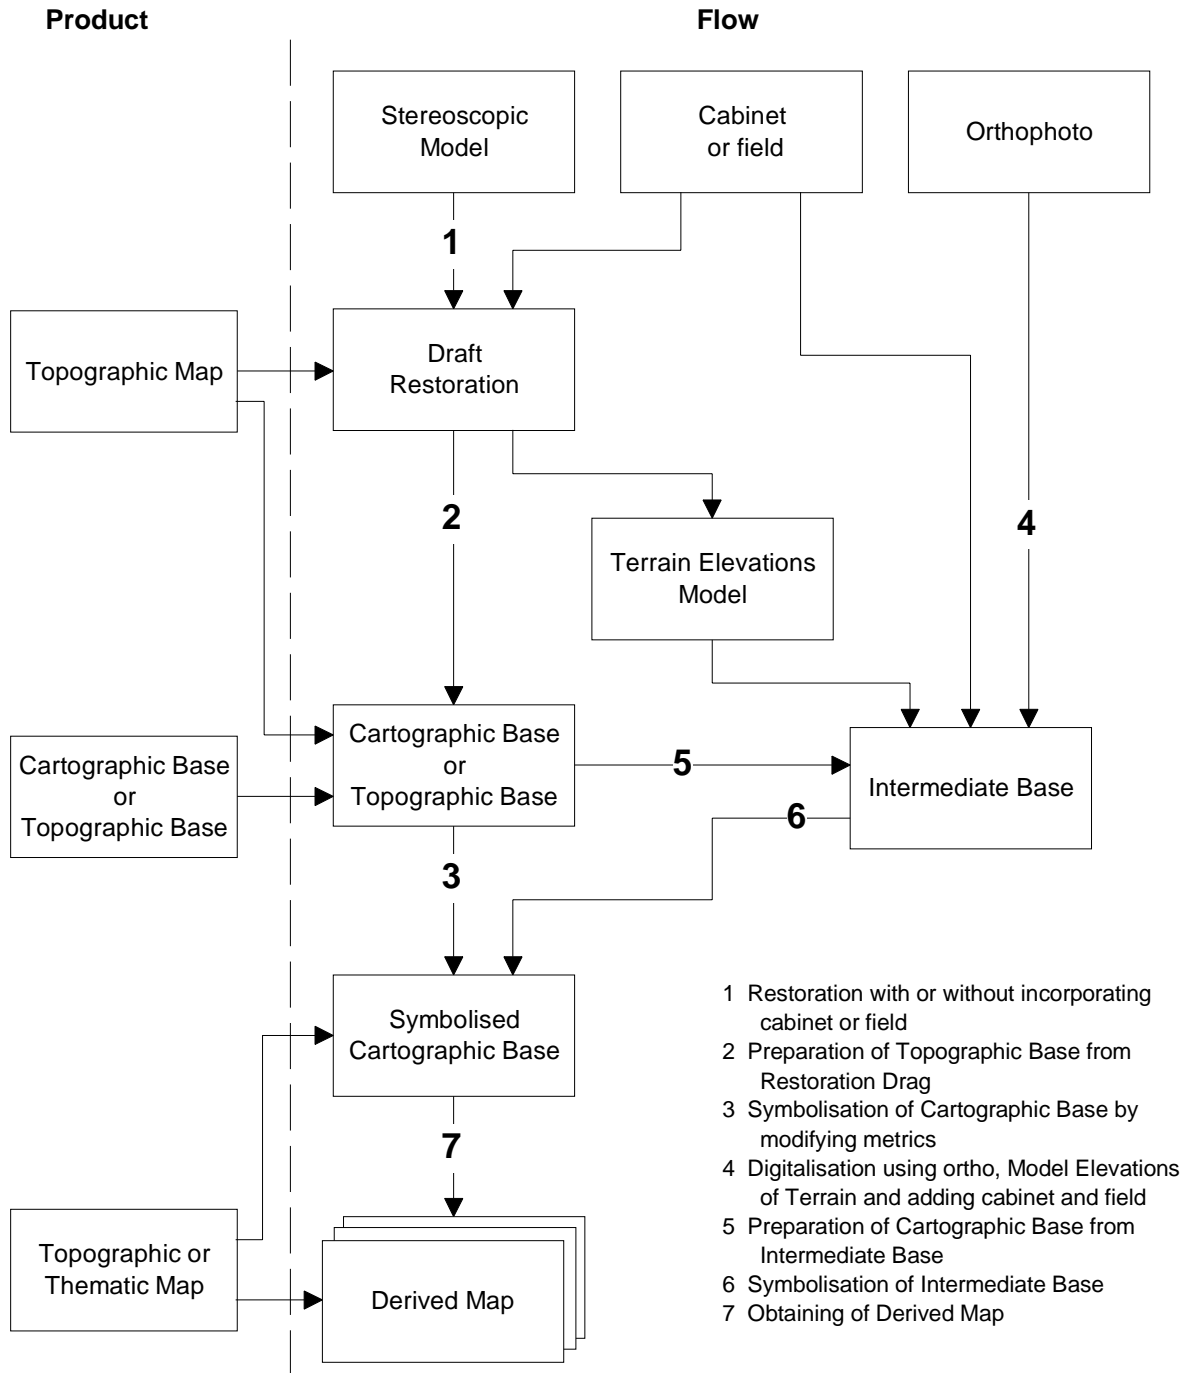 Product
Flow
Stereoscopic
Model
Cabinet
or field
Orthophoto
1
Topographic Map
Draft
Restoration
2
4
Terrain Elevations
Model
Cartographic Base
or
Topographic Base
Cartographic Base
or
Topographic Base
5
Intermediate Base
6
3
Symbolised
Cartographic Base
7
Topographic or
Thematic Map
Derived Map
1 Restoration with or without incorporating
cabinet or field
2 Preparation of Topographic Base from
Restoration Drag
3 Symbolisation of Cartographic Base by
modifying metrics
4 Digitalisation using ortho, Model Elevations
of Terrain and adding cabinet and field
5 Preparation of Cartographic Base from
Intermediate Base
6 Symbolisation of Intermediate Base
7 Obtaining of Derived Map